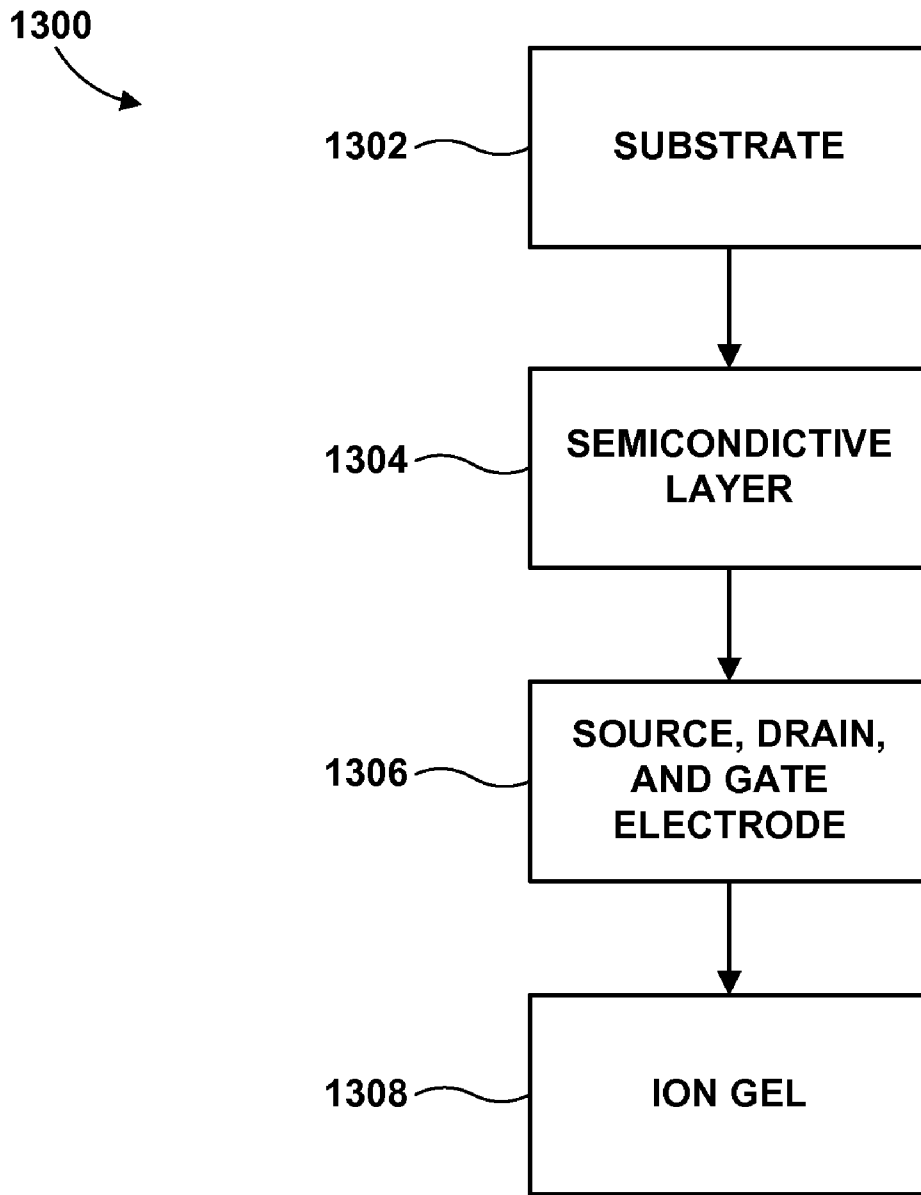 1300
1302
SUBSTRATE
1304
SEMICONDICTIVE
LAYER
1306
SOURCE, DRAIN,
AND GATE
ELECTRODE
1308
ION GEL